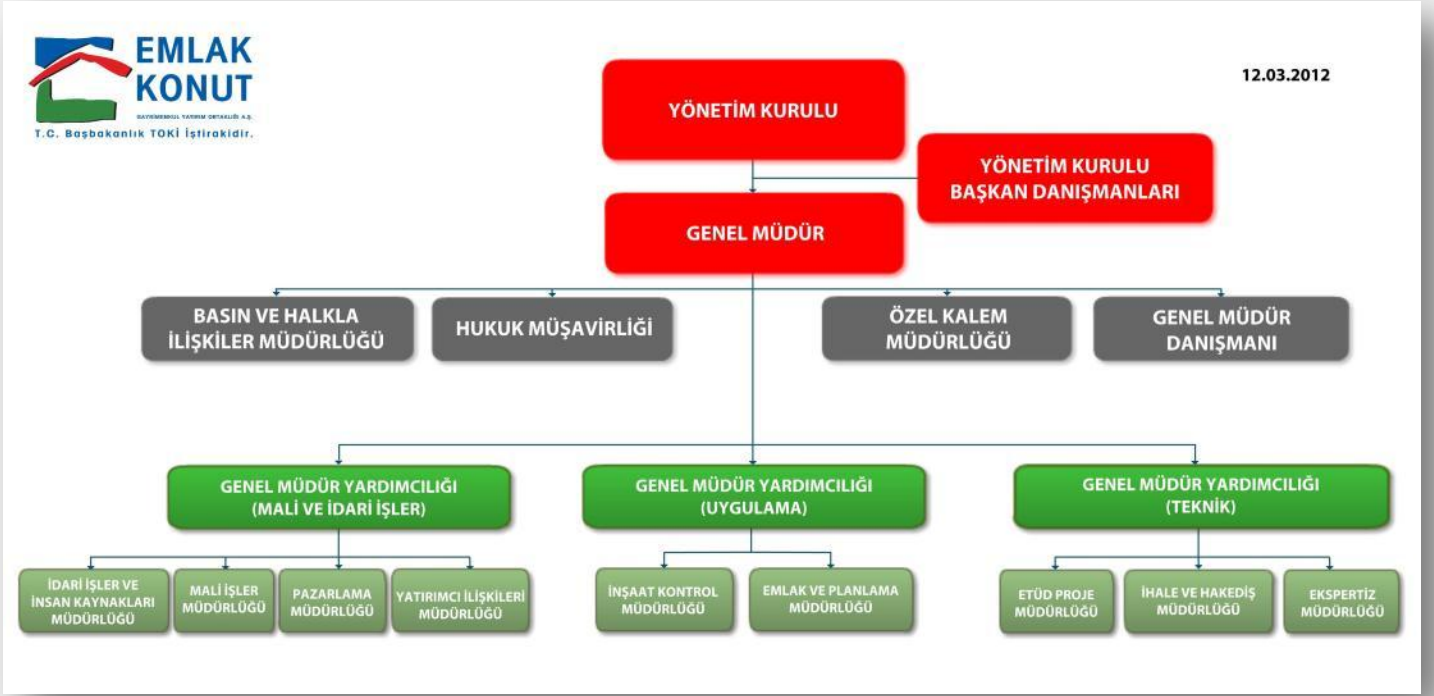 EMLAK
KONUT
GAYRİMENKUL YATIRIM ORTAKLIĞI A.Ş.
T.C. Başbakanlık TOKİ İştirakidir.
12.03.2012
YÖNETİM KURULU
YÖNETİM KURULU
BAŞKAN DANIŞMANLARI
GENEL MÜDÜR
BASIN VE HALKLA
İLİŞKİLER MÜDÜRLÜĞÜ
HUKUK MÜŞAVİRLİĞİ
ÖZEL KALEM
MÜDÜRLÜĞÜ
GENEL MÜDÜR
DANIŞMANI
GENEL MÜDÜR YARDIMCILIĞI
(MALİ VE İDARİ İŞLER)
GENEL MÜDÜR YARDIMCILIĞI
(UYGULAMA)
GENEL MÜDÜR YARDIMCILIĞI
(TEKNİK)
İDARİ İŞLER VE
İNSAN KAYNAKLARI
MÜDÜRLÜĞÜ
MALİ İŞLER
MÜDÜRLÜĞÜ
PAZARLAMA
MÜDÜRLÜĞÜ
YATIRIMCI İLİŞKİLERİ
MÜDÜRLÜĞÜ
İNŞAAT KONTROL
MÜDÜRLÜĞÜ
EMLAK VE PLANLAMA
MÜDÜRLÜĞÜ
ETÜD PROJE
MÜDÜRLÜĞÜ
İHALE VE HAKEDİŞ
MÜDÜRLÜĞÜ
EKSPERTİZ
MÜDÜRLÜĞÜ